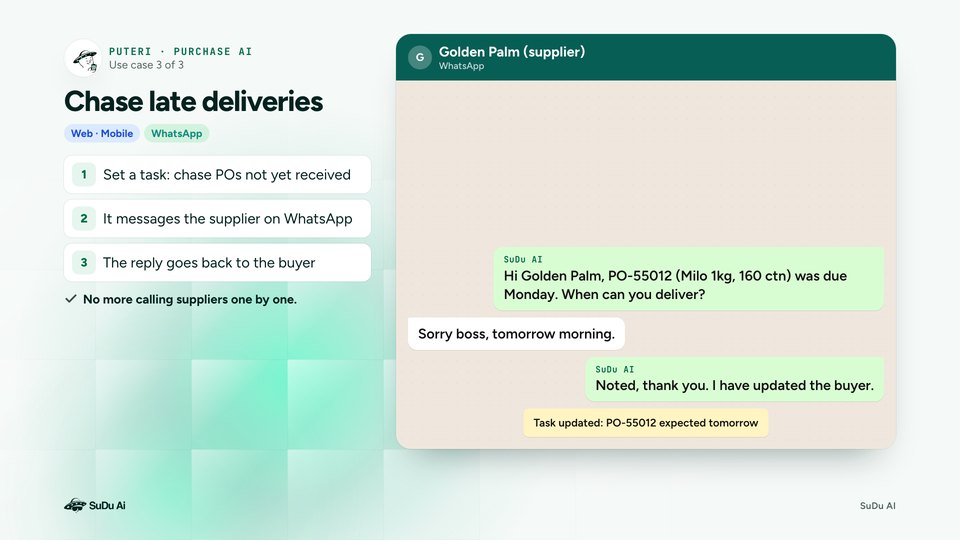 PUTERI · PURCHASE AI
Use case 3 of 3
Chase late deliveries
Web · Mobile
WhatsApp
1
Set a task: chase POs not yet received
2
It messages the supplier on WhatsApp
3
The reply goes back to the buyer
No more calling suppliers one by one.
G
Golden Palm (supplier)
WhatsApp
SuDu AI
Hi Golden Palm, PO-55012 (Milo 1kg, 160 ctn) was due
Monday. When can you deliver?
Sorry boss, tomorrow morning.
SuDu AI
Noted, thank you. I have updated the buyer.
Task updated: PO-55012 expected tomorrow
SuDu Ai
SuDu AI